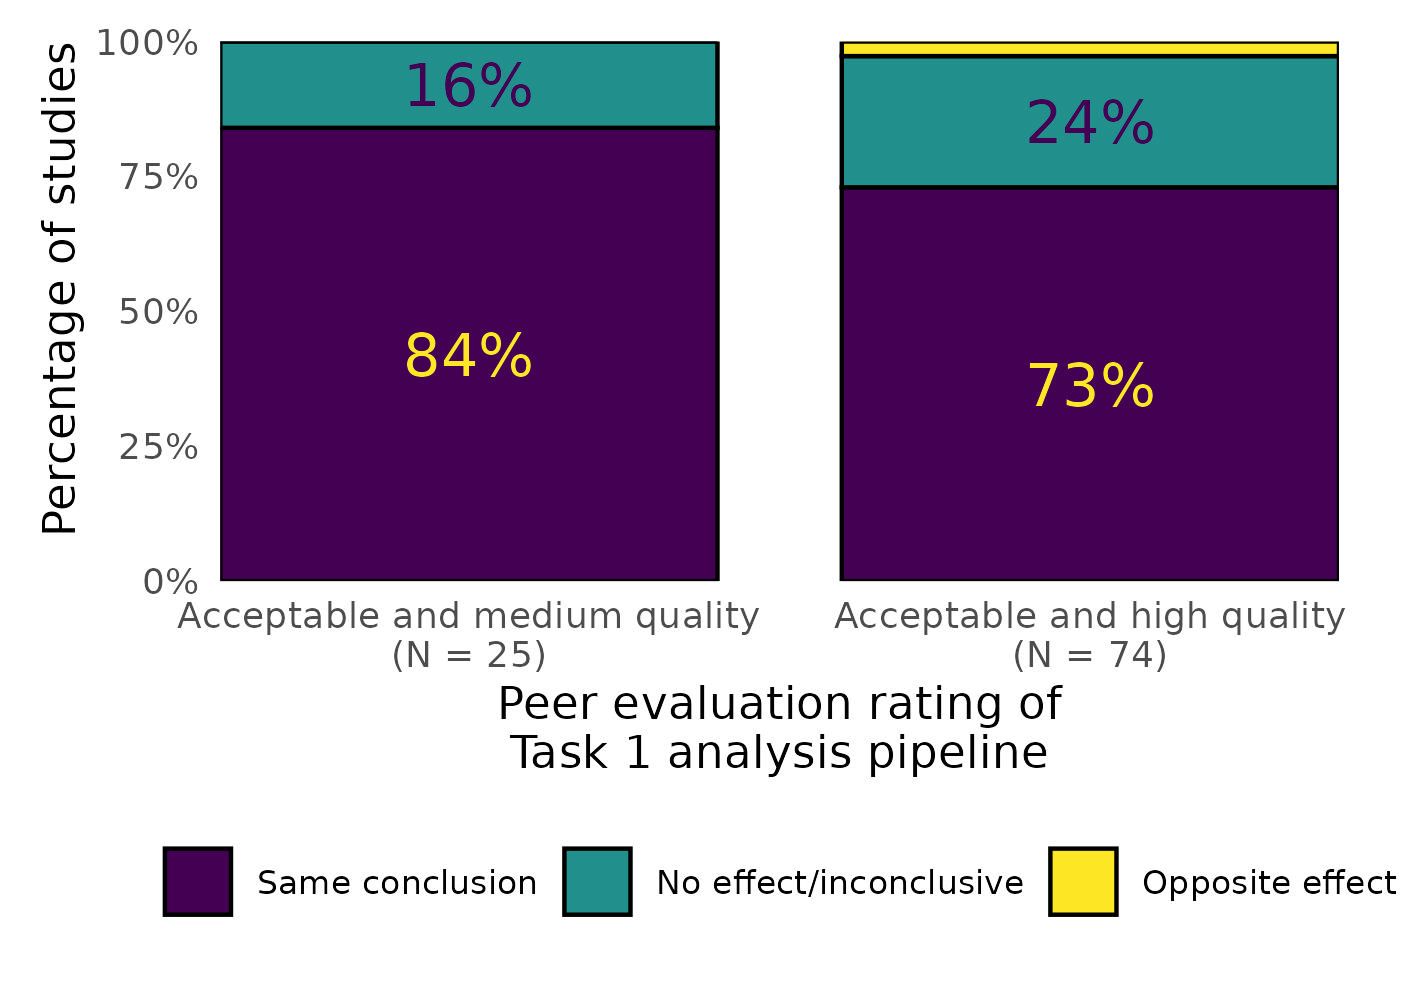 Percentage of studies
100%
75%
50%
25%
0%
16%
84%
24%
73%
Acceptable and medium quality
(N = 25)
Acceptable and high quality
(N = 74)
Peer evaluation rating of
Task 1 analysis pipeline
Same conclusion
No effect/inconclusive
Opposite effect